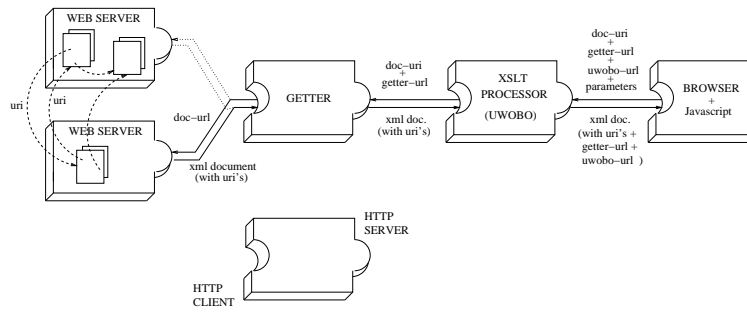 WEB SERVER
uri
uri
WEB SERVER
doc−url
xml document
(with uri's)
GETTER
doc−uri
+
getter−url
xml doc.
(with uri's)
XSLT
PROCESSOR
(UWOBO)
doc−uri
+
getter−url
+
uwobo−url
+
parameters
xml doc.
(with uri's +
getter−url +
uwobo−url )
BROWSER
+
Javascript
HTTP
SERVER
HTTP
CLIENT